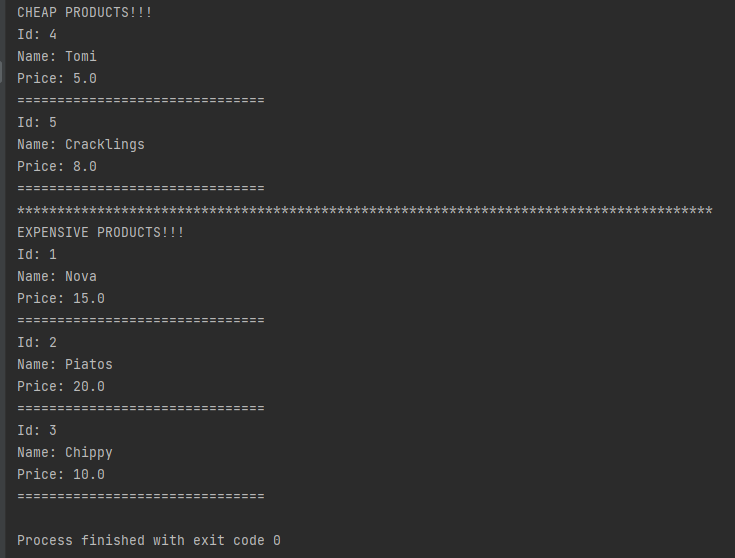 CHEAP PRODUCTS!!!
Id: 4
Name: Tomi
Price: 5.0
===============================
Id: 5
Name: Cracklings
Price: 8.0
===============================
***************************************************************************************
EXPENSIVE PRODUCTS!!!
Id: 1
Name: Nova
Price: 15.0
===============================
Id: 2
Name: Piatos
Price: 20.0
===============================
Id: 3
Name: Chippy
Price: 10.0
===============================
Process finished with exit code 0